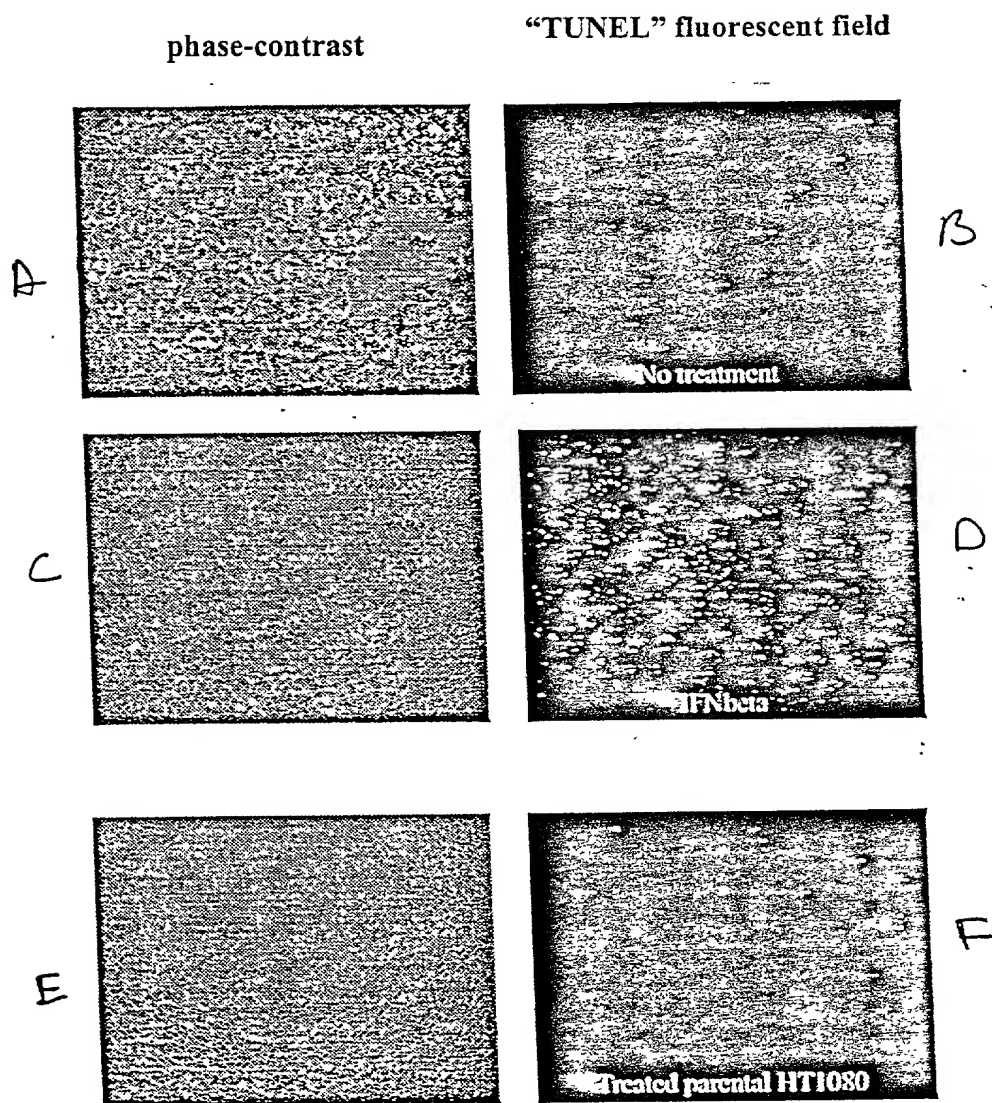 phase-contrast
“TUNEL” fluorescent field
A
B
No treatment
C
D
IFNbeta
E
F
Treated parental HT1080